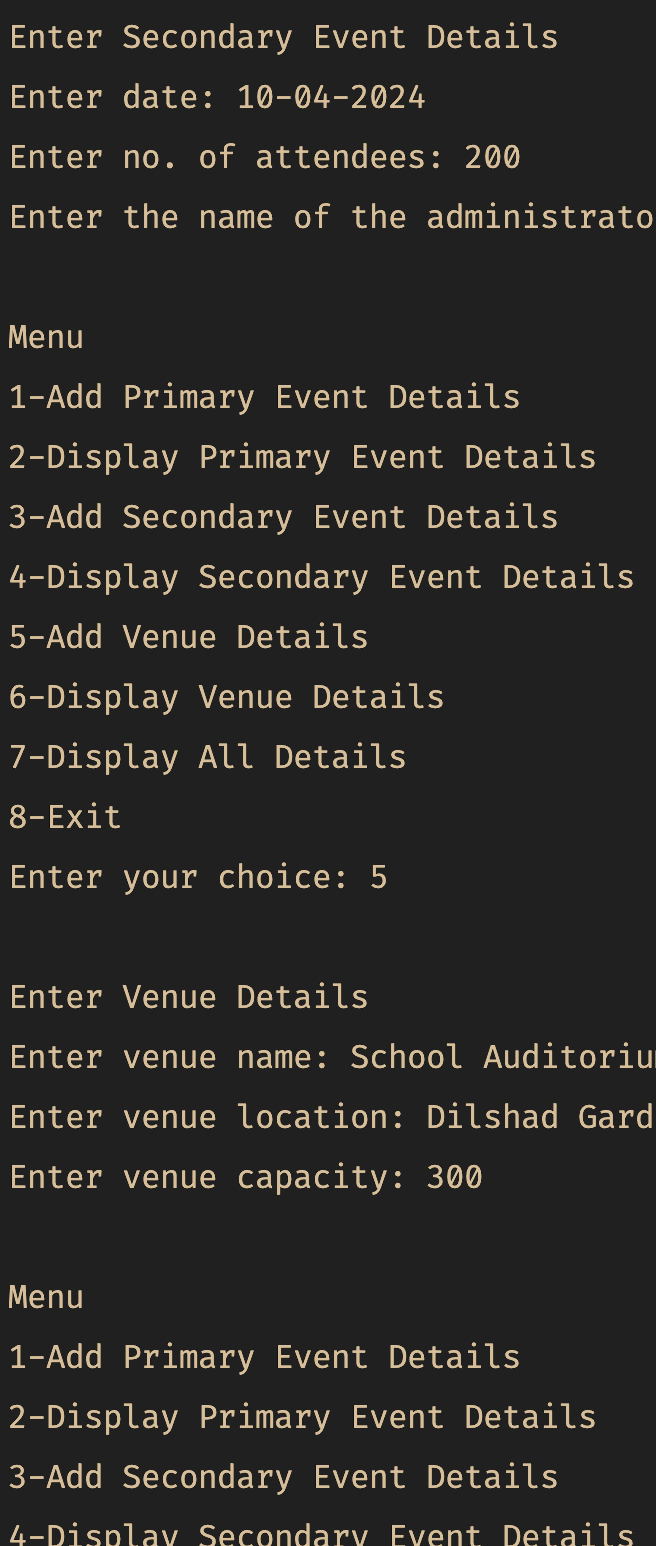 Enter Secondary Event Details
Enter date: 10-04-2024
Enter no. of attendees: 200
Enter the name of the
Menu
1-Add Primary Event Details
2-Display Primary Event Details
3-Add Secondary Event Details
4-Display Secondary Event Details
5-Add Venue Details
6-Display Venue Details
7-Display All Details
8-Exit
Enter your choice: 5
Enter Venue Details
Enter venue name: School
Enter venue location: Dilshad
Enter venue capacity: 300
Menu
1-Add Primary Event Details
2-Display Primary Event Details
3-Add Secondary Event Details
4-Display Secondary Event Details